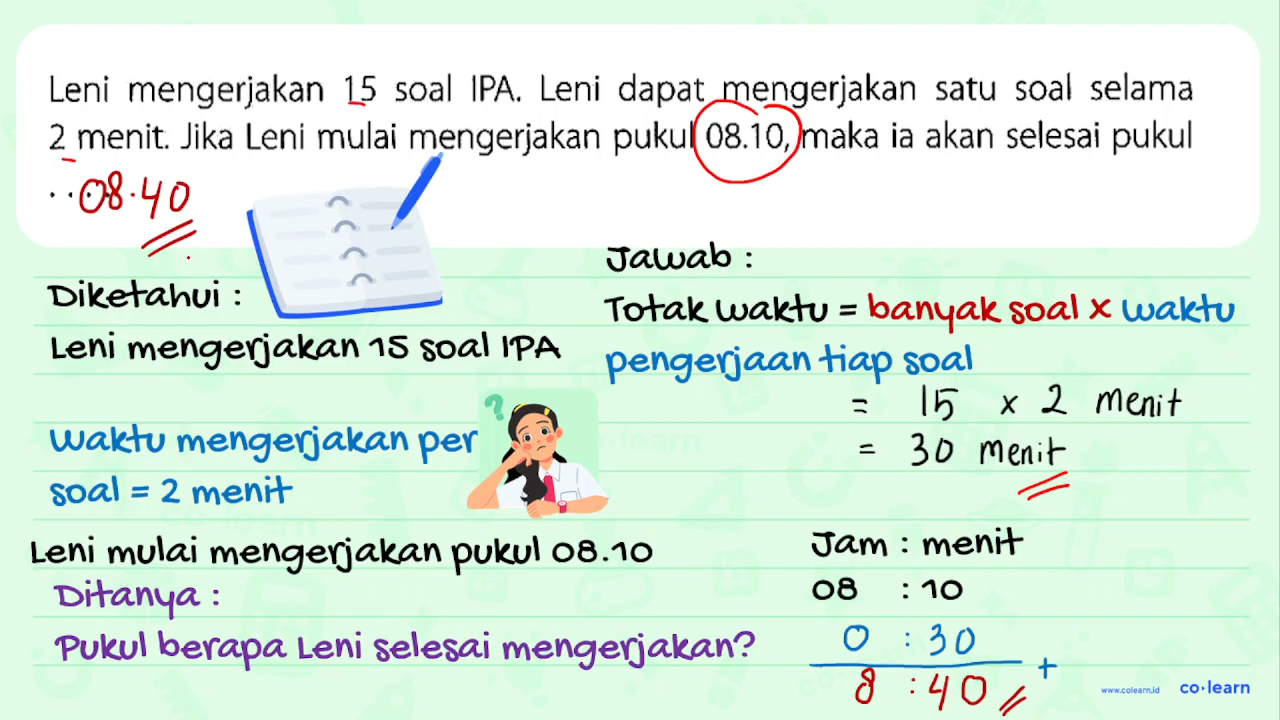 Leni mengerjakan 15 soal IPA. Leni dapat mengerjakan satu soal selama
2 menit. Jika Leni mulai mengerjakan pukul 08.10, maka ia akan selesai pukul
. . . .
08.40
Diketahui :
Leni mengerjakan 15 soal IPA
Waktu mengerjakan per
soal = 2 menit
Leni mulai mengerjakan pukul 08.10
Ditanya :
Pukul berapa Leni selesai mengerjakan?
Jawab :
Totak waktu = banyak soal x waktu
pengerjaan tiap soal
= 15 x 2 menit
= 30 menit
Jam : menit
08 : 10
0 : 30
+
8 : 40
?
co-learn
www.colearn.id co·learn